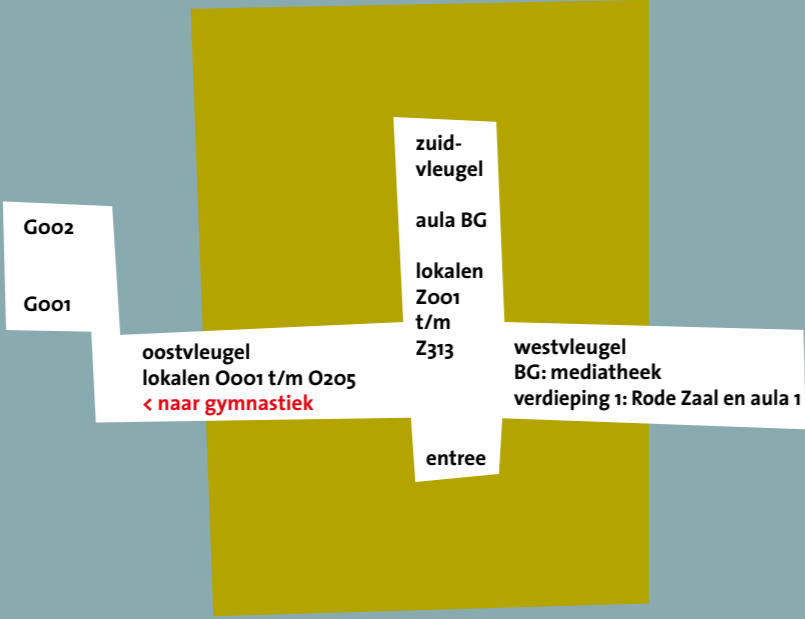 zuid-
vleugel
aula BG
lokalen
Z001
t/m
Z313
G002
G001
oostvleugel
lokalen O001 t/m O205
< naar gymnastiek
westvleugel
BG: mediatheek
verdieping 1: Rode Zaal en aula 1
entree